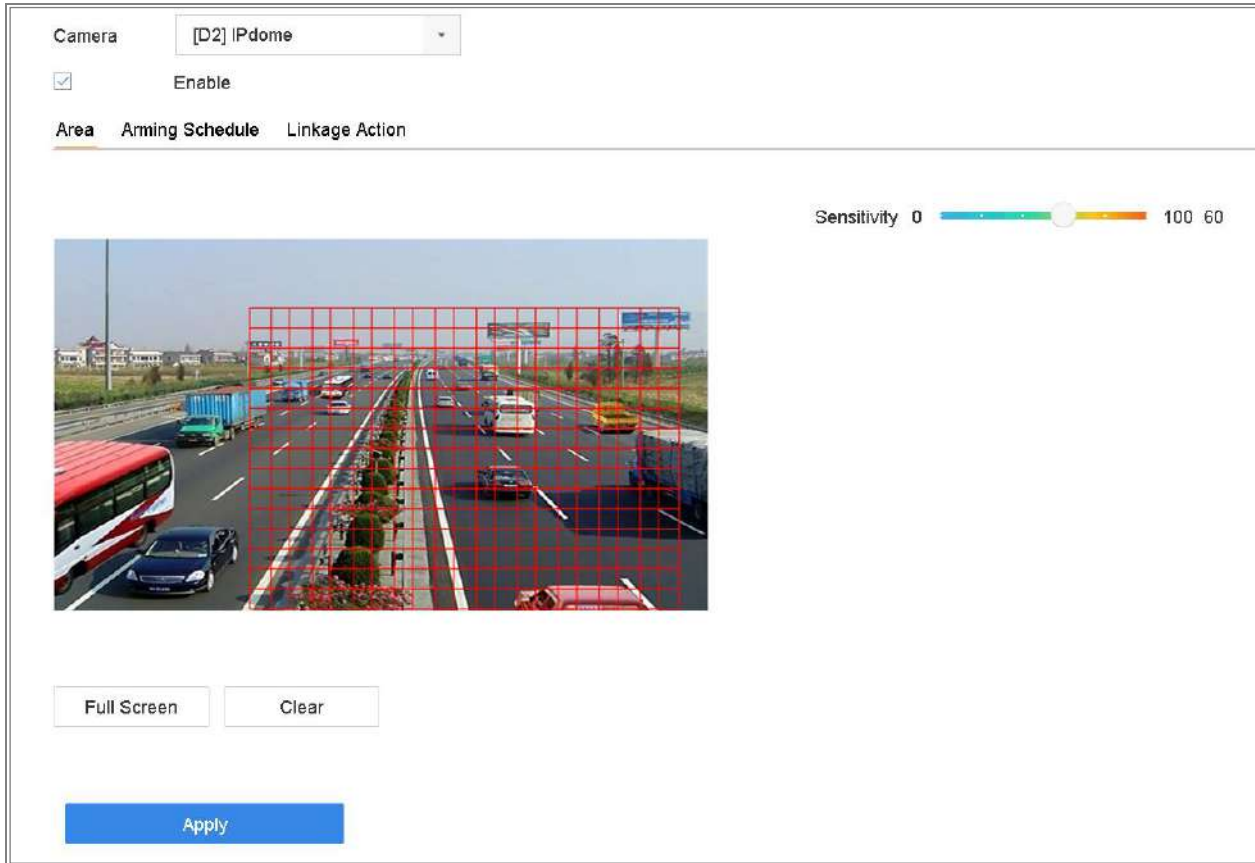 Camera [D2] IPdome
Enable
Area Arming Schedule Linkage Action
Sensitivity 0 100 60
Full Screen Clear
Apply